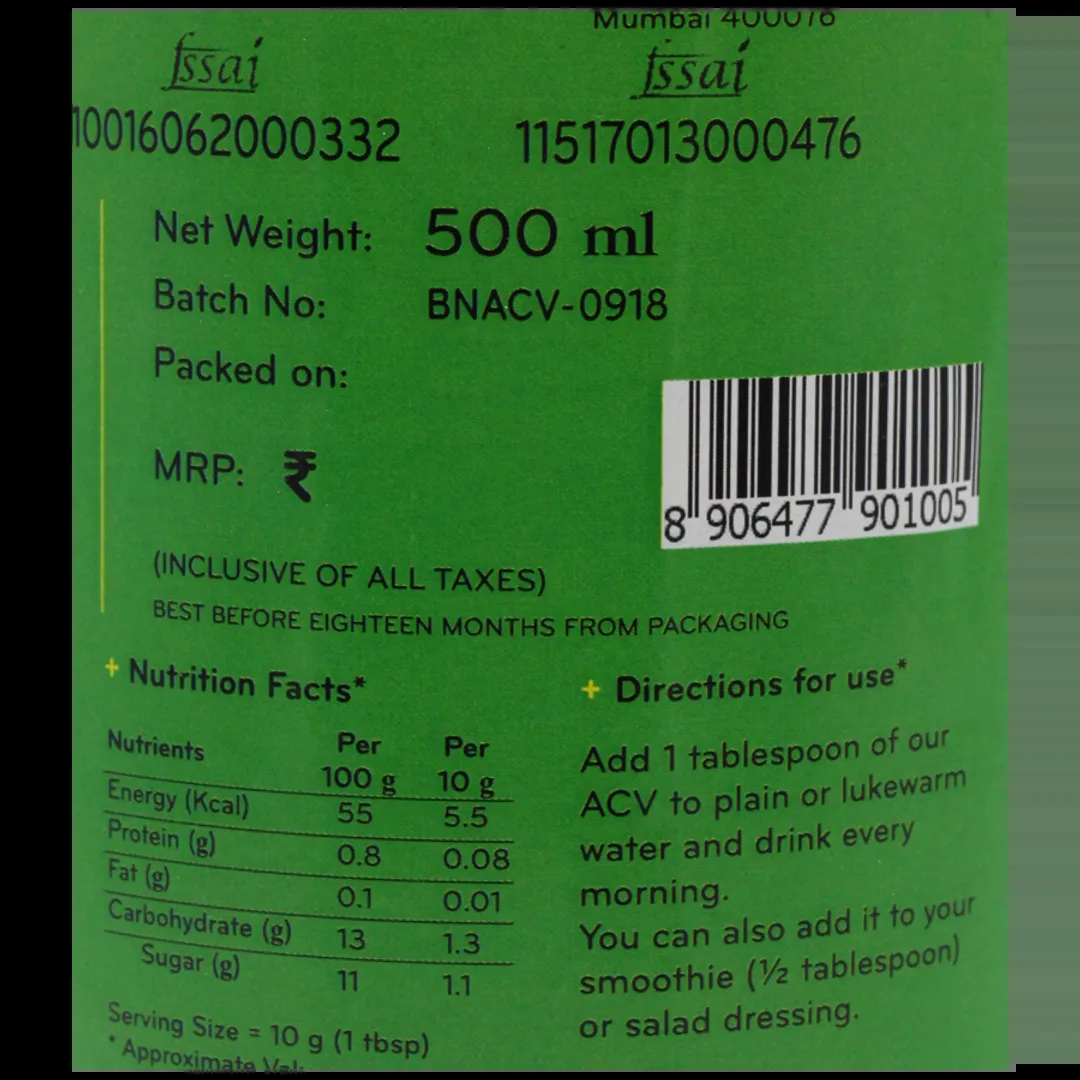 Mumbai 400076
fssai fssai
10016062000332 11517013000476
Net Weight: 500 ml
Batch No: BNACV-0918
Packed on:
MRP: ₹
8 906477 901005
(INCLUSIVE OF ALL TAXES)
BEST BEFORE EIGHTEEN MONTHS FROM PACKAGING
+ Nutrition Facts*
Nutrients Per 100 g Per 10 g
Energy (Kcal) 55 5.5
Protein (g) 0.8 0.08
Fat (g) 0.1 0.01
Carbohydrate (g) 13 1.3
Sugar (g) 11 1.1
Serving Size = 10 g (1 tbsp)
* Approximate
+ Directions for use*
Add 1 tablespoon of our
ACV to plain or lukewarm
water and drink every
morning.
You can also add it to your
smoothie (½ tablespoon)
or salad dressing.